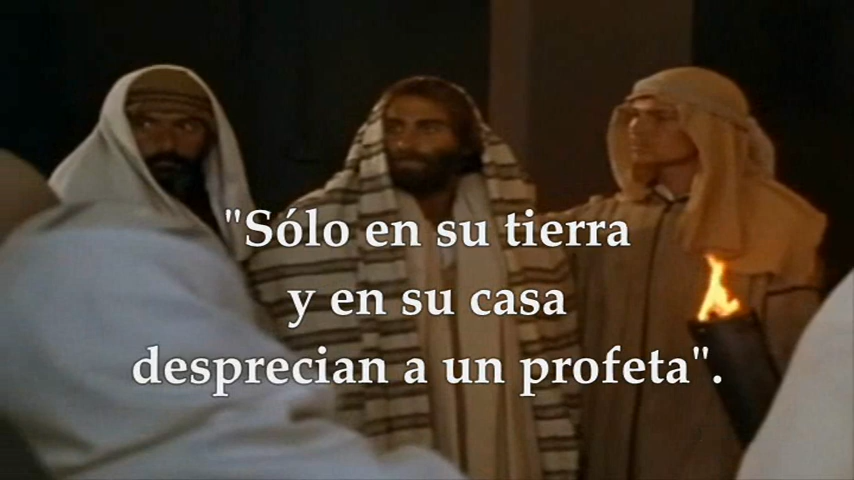 "Sólo en su tierra
y en su casa
desprecian a un profeta".